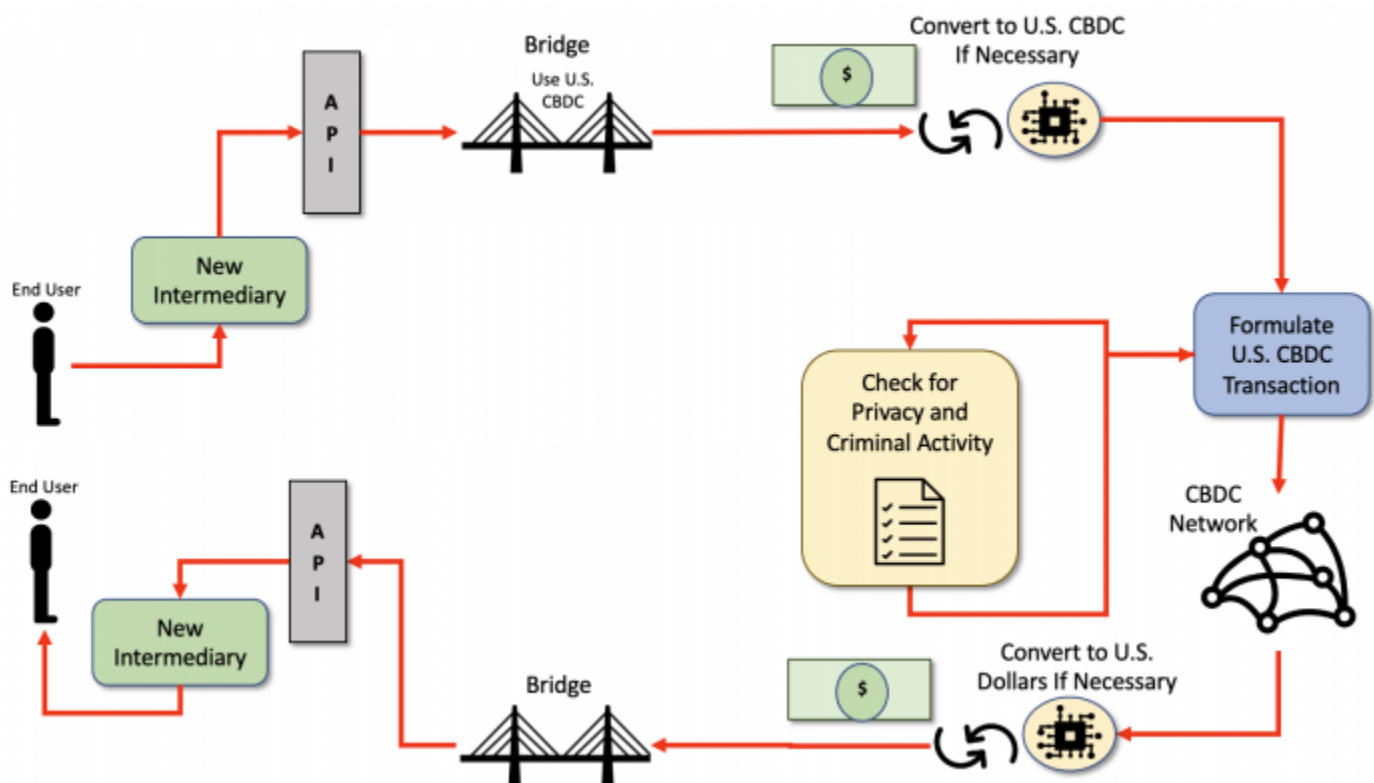 Convert to U.S. CBDC
If Necessary
Bridge
Use U.S.
CBDC
$
A
P
I
New
Intermediary
End User
Formulate
U.S. CBDC
Transaction
Check for
Privacy and
Criminal Activity
End User
CBDC
Network
A
P
I
New
Intermediary
Convert to U.S.
Dollars If Necessary
Bridge
$